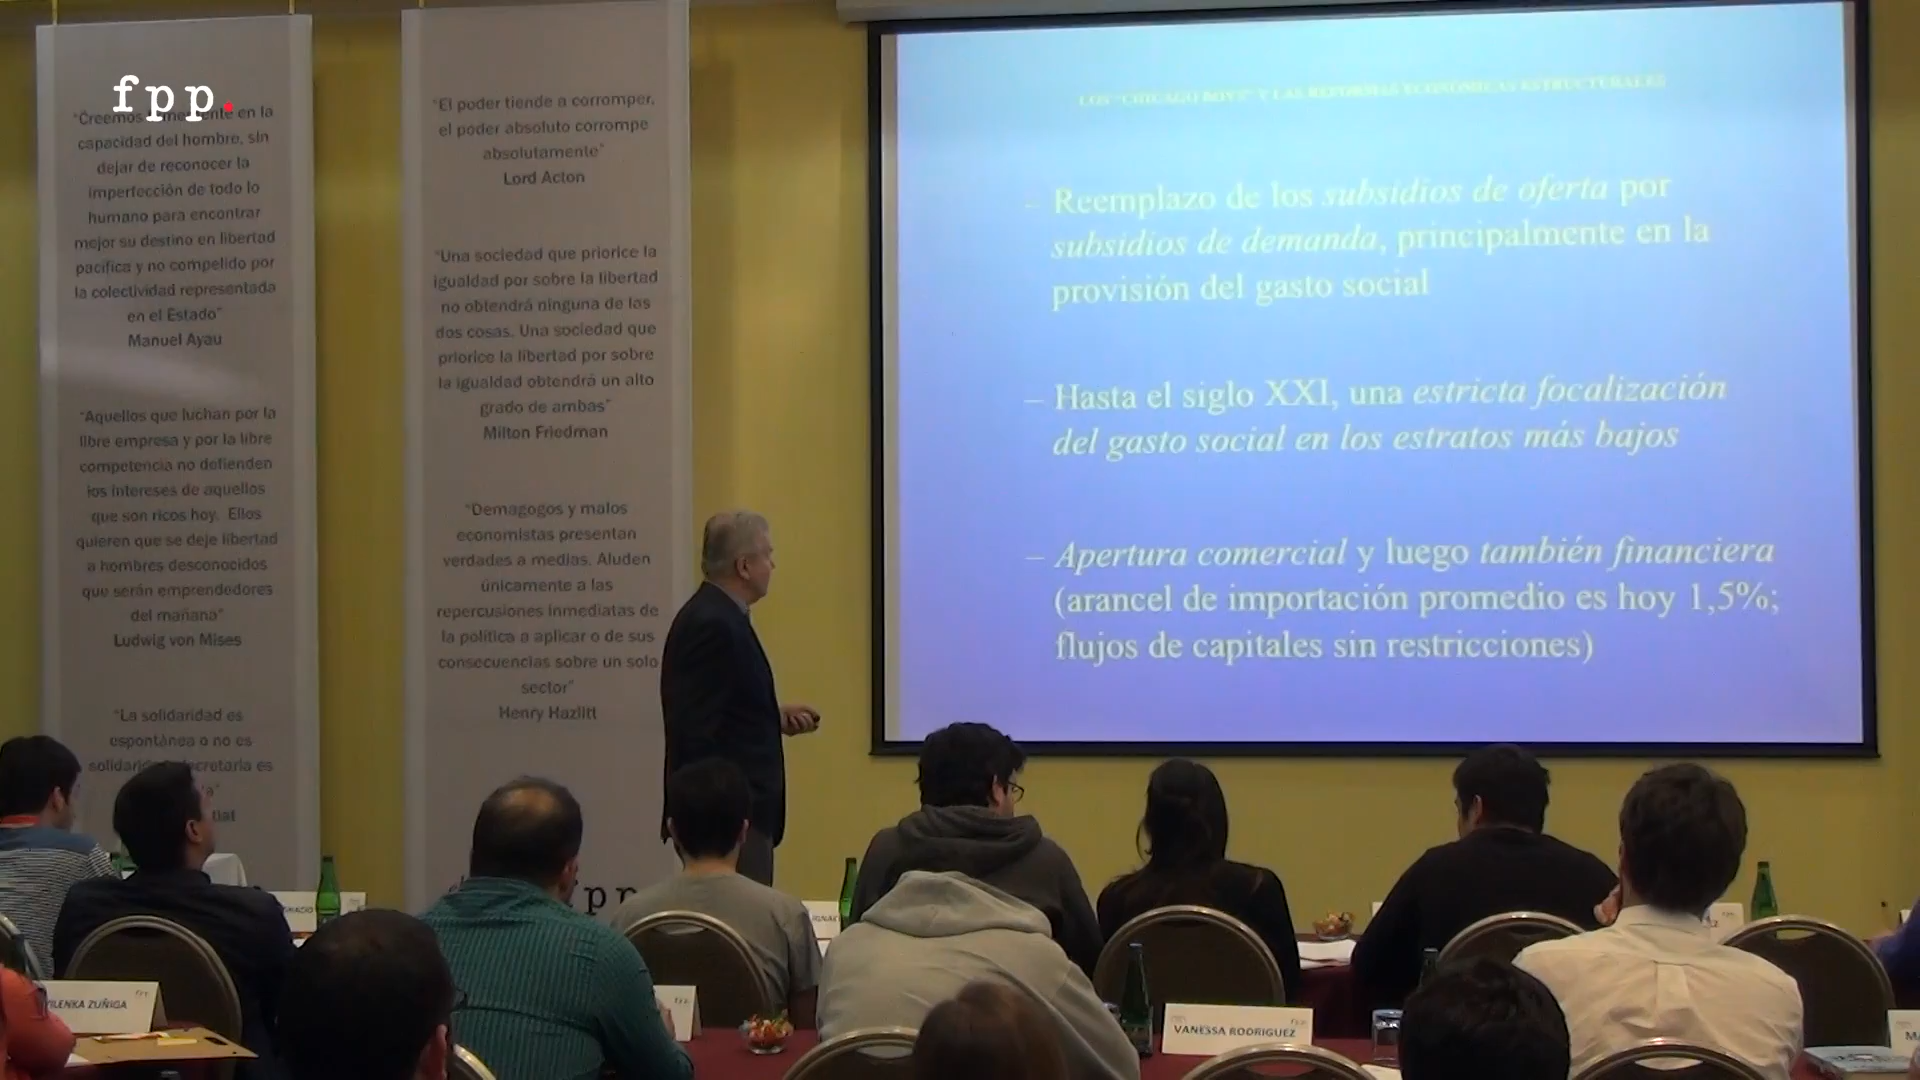 fpp.
"Creemos en la
capacidad del hombre, sin
dejar de reconocer la
imperfección de todo lo
humano para encontrar
mejor su destino en libertad
pacífica y no compelido por
la colectividad representada
en el Estado"
Manuel Ayau
"Aquellos que luchan por la
libre empresa y por la libre
competencia no defienden
los intereses de aquellos
que son ricos hoy. Ellos
quieren que se deje libertad
a hombres desconocidos
que serán emprendedores
del mañana"
Ludwig von Mises
"La solidaridad es
espontánea o no es
"El poder tiende a corromper,
el poder absoluto corrompe
absolutamente"
Lord Acton
"Una sociedad que priorice la
igualdad por sobre la libertad
no obtendrá ninguna de las
dos cosas. Una sociedad que
priorice la libertad por sobre
la igualdad obtendrá un alto
grado de ambas"
Milton Friedman
"Demagogos y malos
economistas presentan
verdades a medias. Aluden
únicamente a las
repercusiones inmediatas de
la política a aplicar o de sus
consecuencias sobre un solo
sector"
Henry Hazlitt
fpp
LOS "CHICAGO BOYS" Y LAS REFORMAS ECONÓMICAS ESTRUCTURALES
– Reemplazo de los subsidios de oferta por
subsidios de demanda, principalmente en la
provisión del gasto social
– Hasta el siglo XXI, una estricta focalización
del gasto social en los estratos más bajos
– Apertura comercial y luego también financiera
(arancel de importación promedio es hoy 1,5%;
flujos de capitales sin restricciones)
ZUÑIGA
fpp
VANESSA RODRIGUEZ
fpp